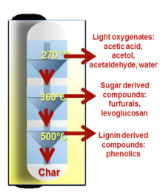 Light oxygenates:
acetic acid,
acetol,
acetaldehyde, water
270°C
Sugar derived
compounds:
furfurals,
levoglucosan
360°C
Lignin derived
compounds:
phenolics
500°C
Char